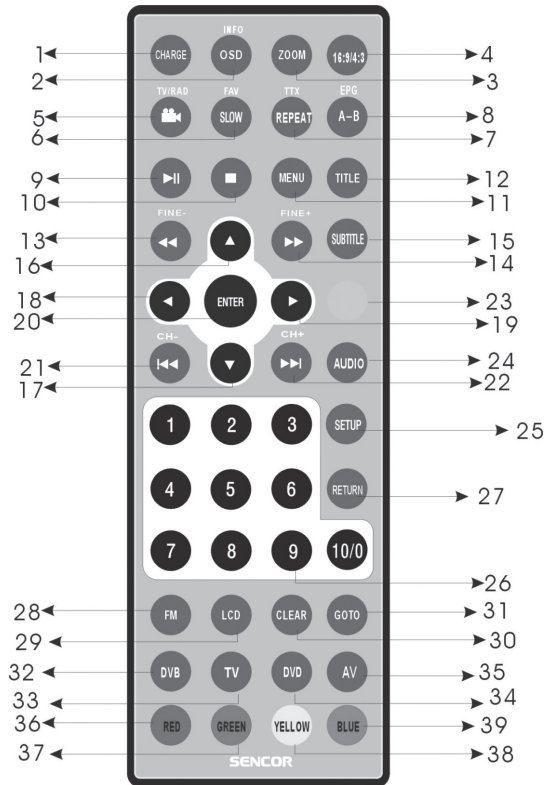 INFO
1 CHARGE OSD ZOOM 16:9/4:3 4
2 3
TV/RAD FAV TTX EPG
5 SLOW REPEAT A-B 8
6 7
9 MENU TITLE 12
10 11
FINE- FINE+
13 SUBTITLE 15
16 14
18 ENTER 23
20 19
CH- CH+
21 AUDIO 24
17 22
1 2 3 SETUP 25
4 5 6 RETURN 27
7 8 9 10/0
26
28 FM LCD CLEAR GOTO 31
29 30
32 DVB TV DVD AV 35
33 34
36 RED GREEN YELLOW BLUE 39
37 38
SENCOR